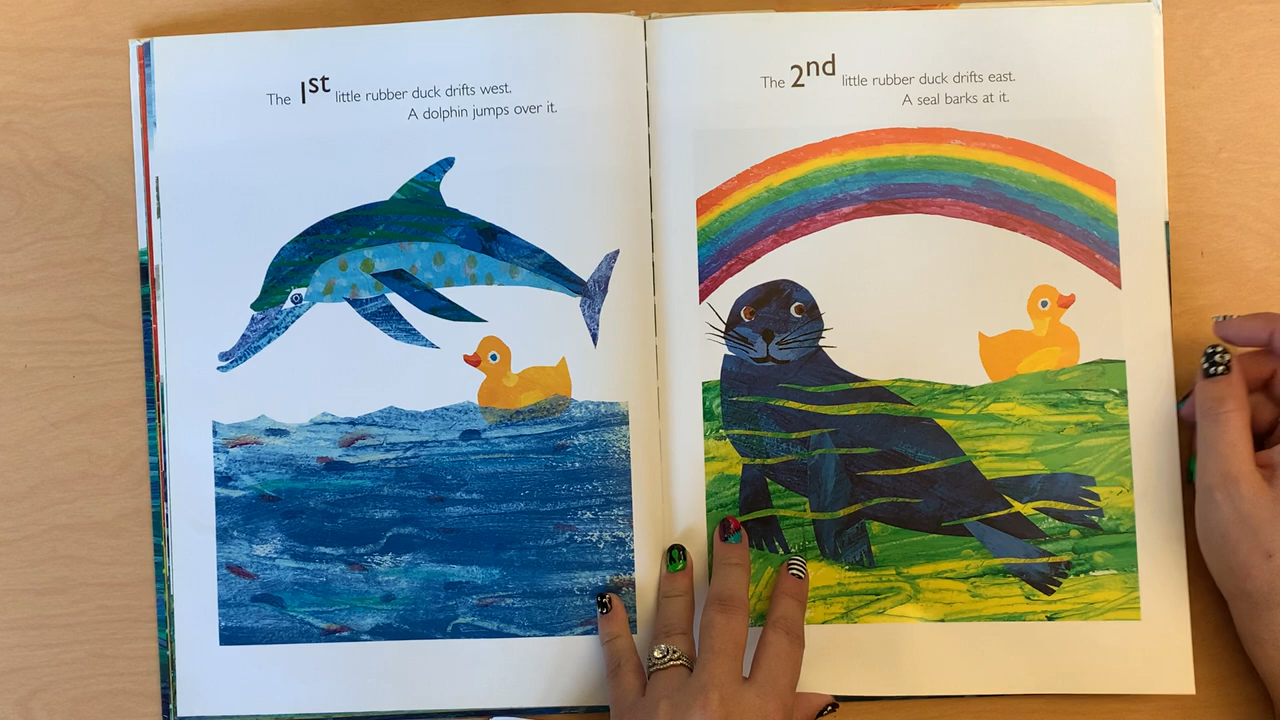 The 1st little rubber duck drifts west.
A dolphin jumps over it.
The 2nd little rubber duck drifts east.
A seal barks at it.